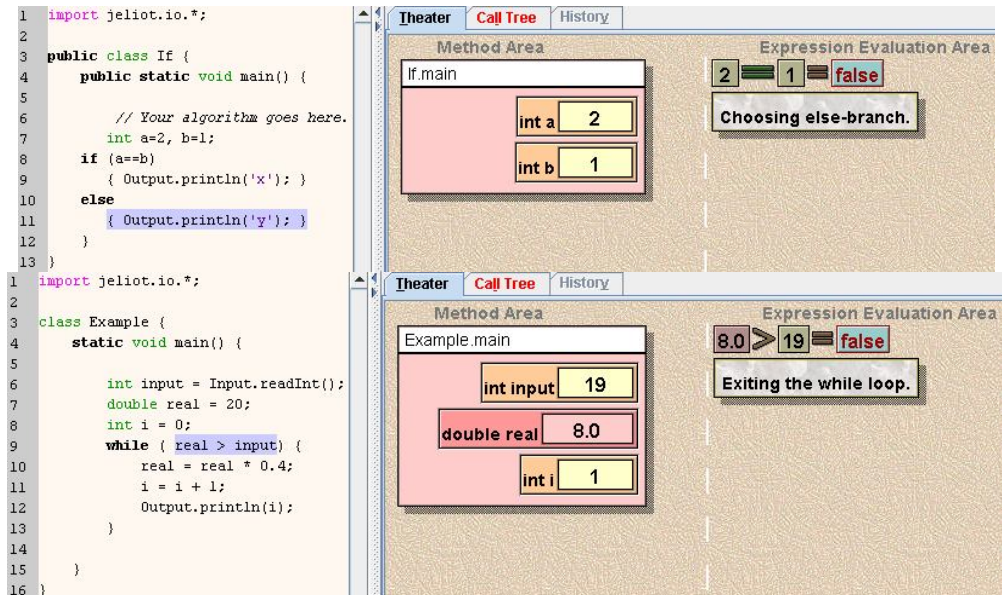 1 import jeliot.io.*;
2
3 public class If {
4 public static void main() {
5
6 // Your algorithm goes here.
7 int a=2, b=1;
8 if (a==b)
9 { Output.println('x'); }
10 else
11 { Output.println('y'); }
12 }
13 }
Theater Call Tree History
Method Area
If.main
int a 2
int b 1
Expression Evaluation Area
2 == 1 = false
Choosing else-branch.
1 import jeliot.io.*;
2
3 class Example {
4 static void main() {
5
6 int input = Input.readInt();
7 double real = 20;
8 int i = 0;
9 while ( real > input) {
10 real = real * 0.4;
11 i = i + 1;
12 Output.println(i);
13 }
14
15 }
16 }
Theater Call Tree History
Method Area
Example.main
int input 19
double real 8.0
int i 1
Expression Evaluation Area
8.0 > 19 = false
Exiting the while loop.